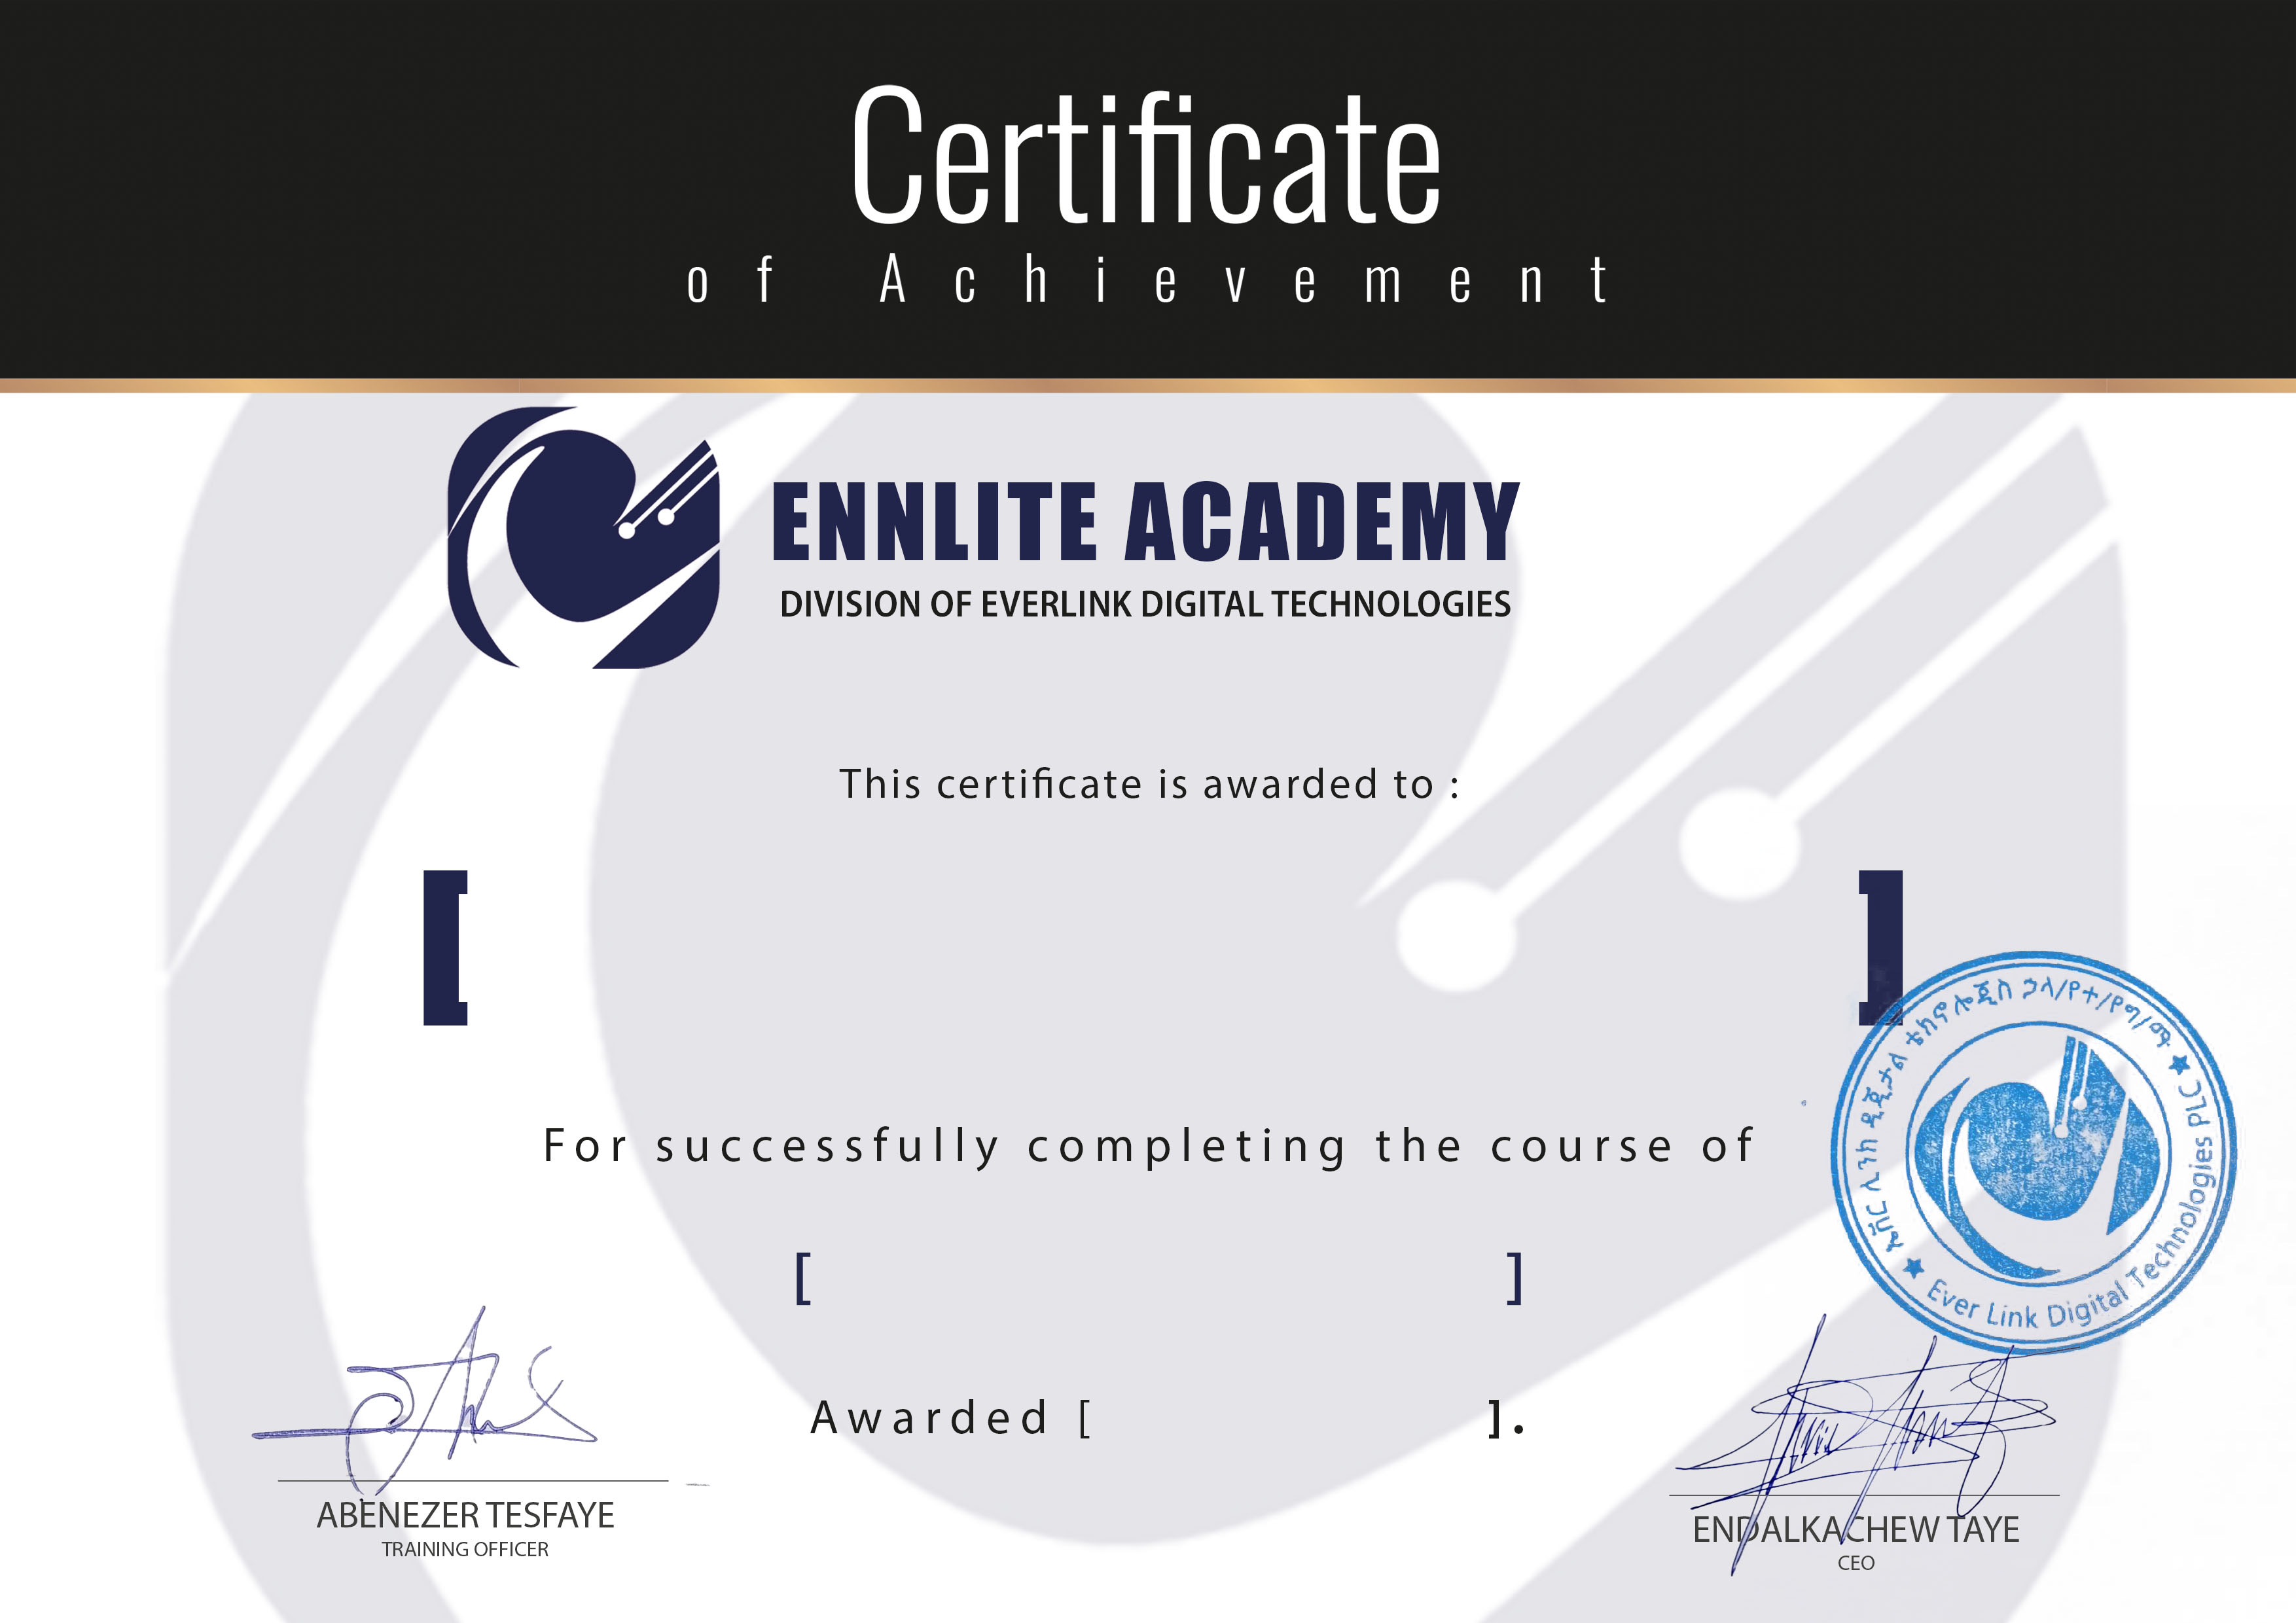 Certificate
of Achievement
ENNLITE ACADEMY
DIVISION OF EVERLINK DIGITAL TECHNOLOGIES
This certificate is awarded to :
[ ]
For successfully completing the course of
[ ]
Awarded [ ].
ኤቨር ሊንክ ዲጂታል ቴክኖሎጂስ ኃላ/የተ/የግ/ማ
Ever Link Digital Technologies PLC
ABENEZER TESFAYE
TRAINING OFFICER
ENDALKACHEW TAYE
CEO